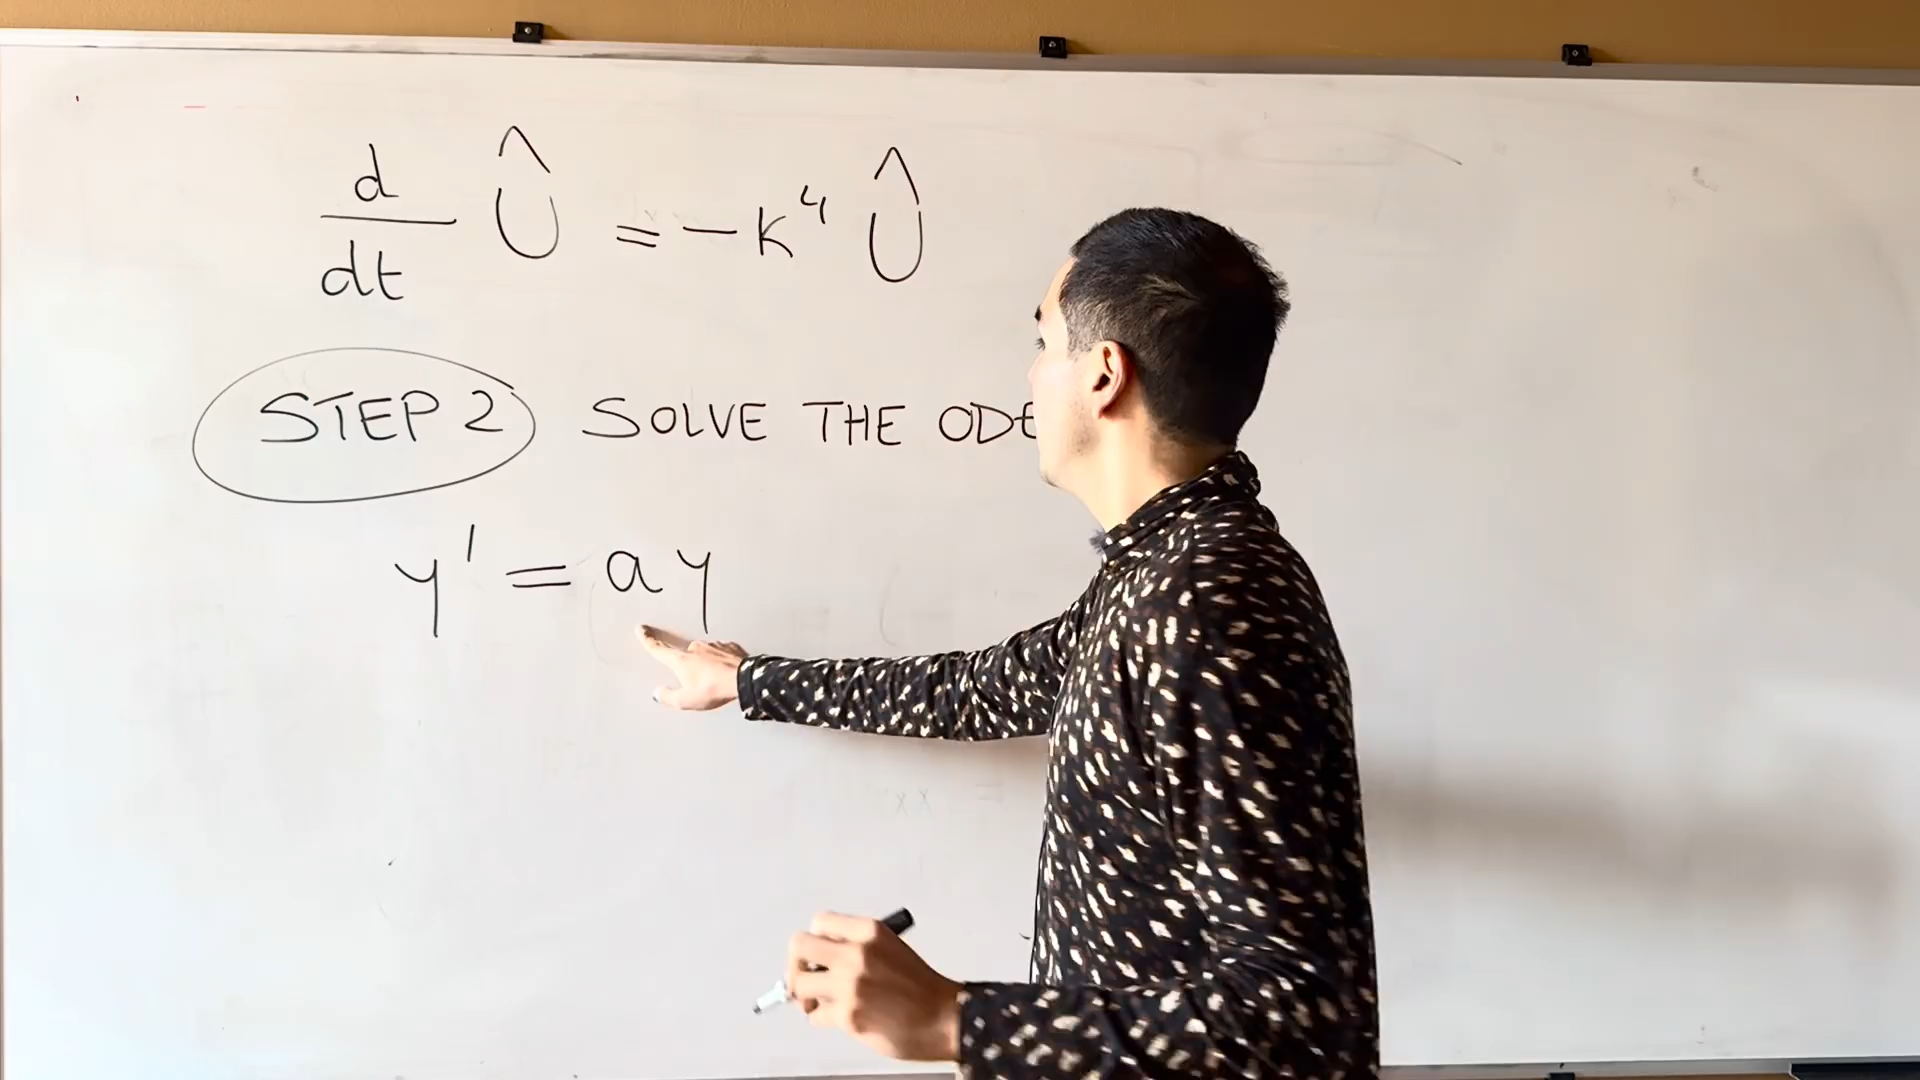 d/dt Û = -k⁴ Û
STEP 2 SOLVE THE ODE
y' = ay